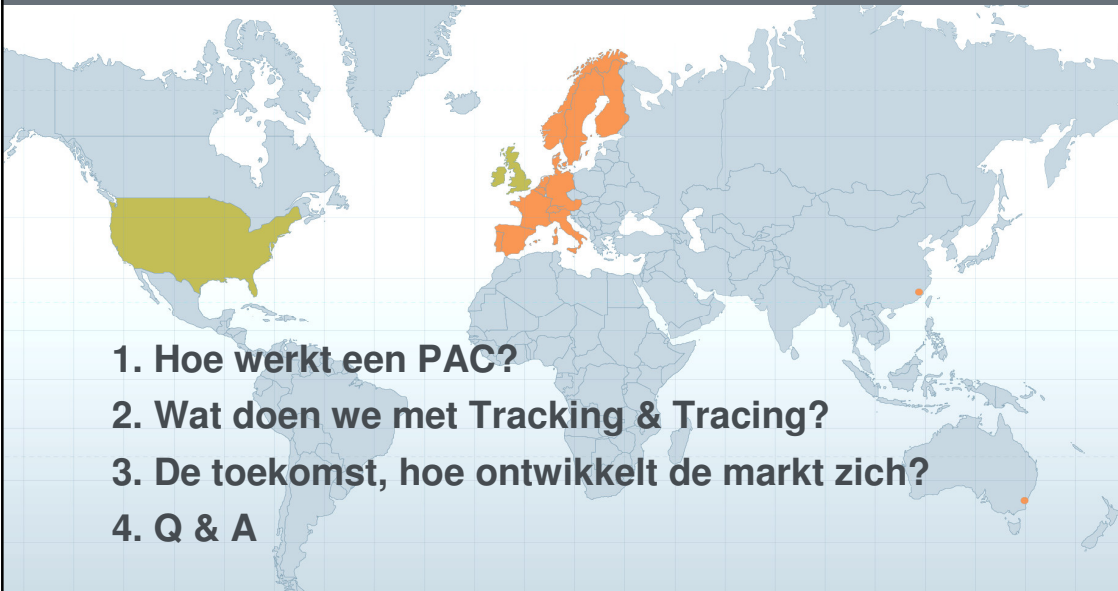 1. Hoe werkt een PAC?
2. Wat doen we met Tracking & Tracing?
3. De toekomst, hoe ontwikkelt de markt zich?
4. Q & A